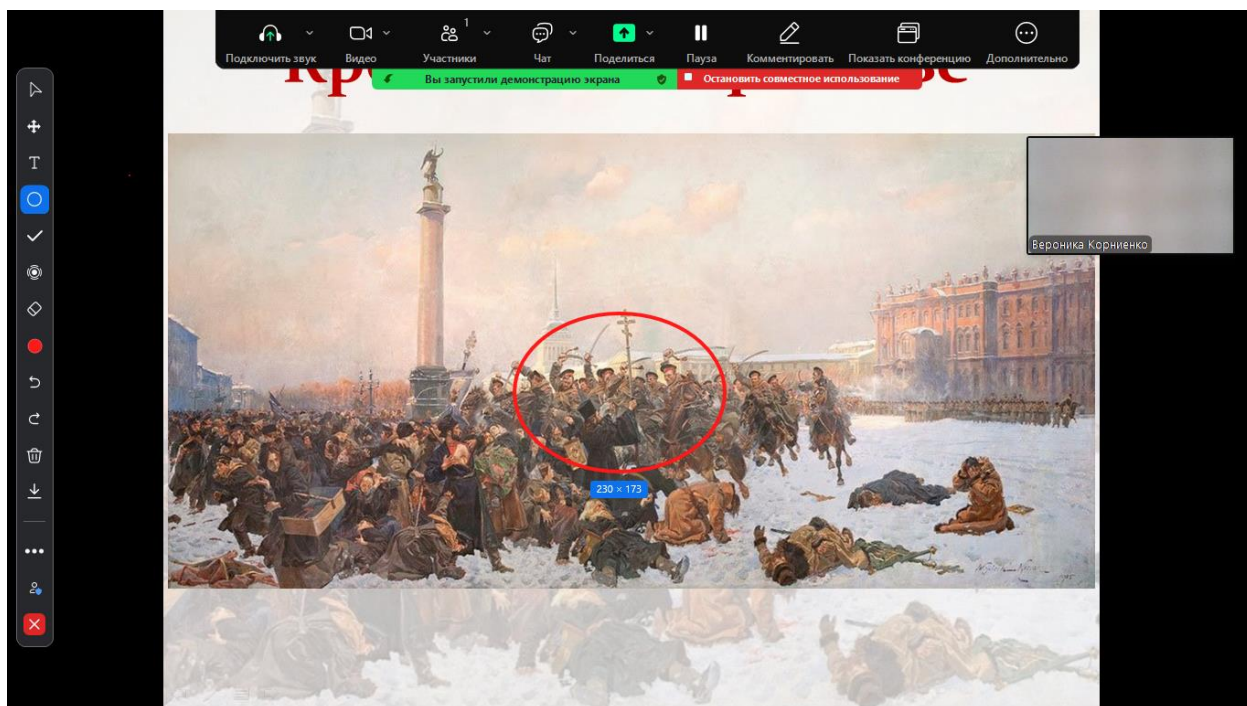 1
Подключить звук
Видео
Участники
Чат
Поделиться
Пауза
Комментировать
Показать конференцию
Дополнительно
Вы запустили демонстрацию экрана
Остановить совместное использование
T
Вероника Корниенко
230 × 173